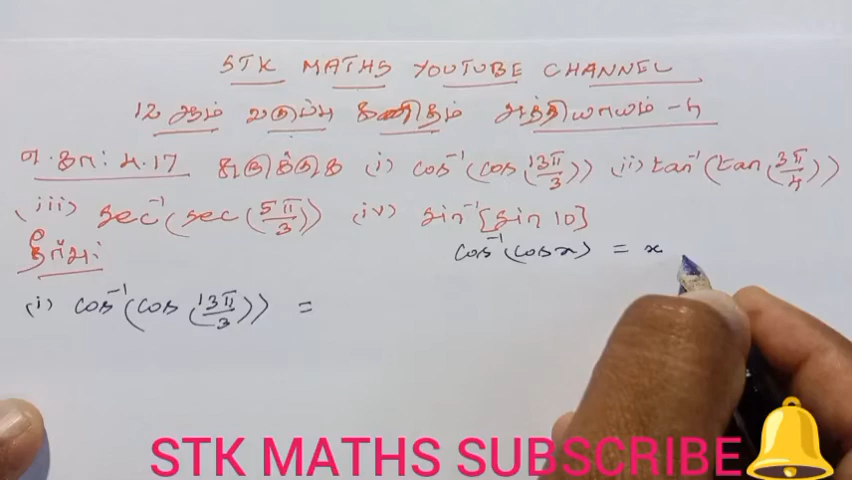 STK MATHS YOUTUBE CHANNEL
12 ஆம் வகுப்பு கணிதம் அத்தியாயம் - 4
எ.கா: 4.17 சுருக்குக (i) cos⁻¹(cos(13π/3)) (ii) tan⁻¹(tan(3π/4))
(iii) sec⁻¹(sec(5π/3)) (iv) sin⁻¹[sin 10]
தீர்வு:
cos⁻¹(cos x) = x
(i) cos⁻¹(cos(13π/3)) =
STK MATHS SUBSCRIBE